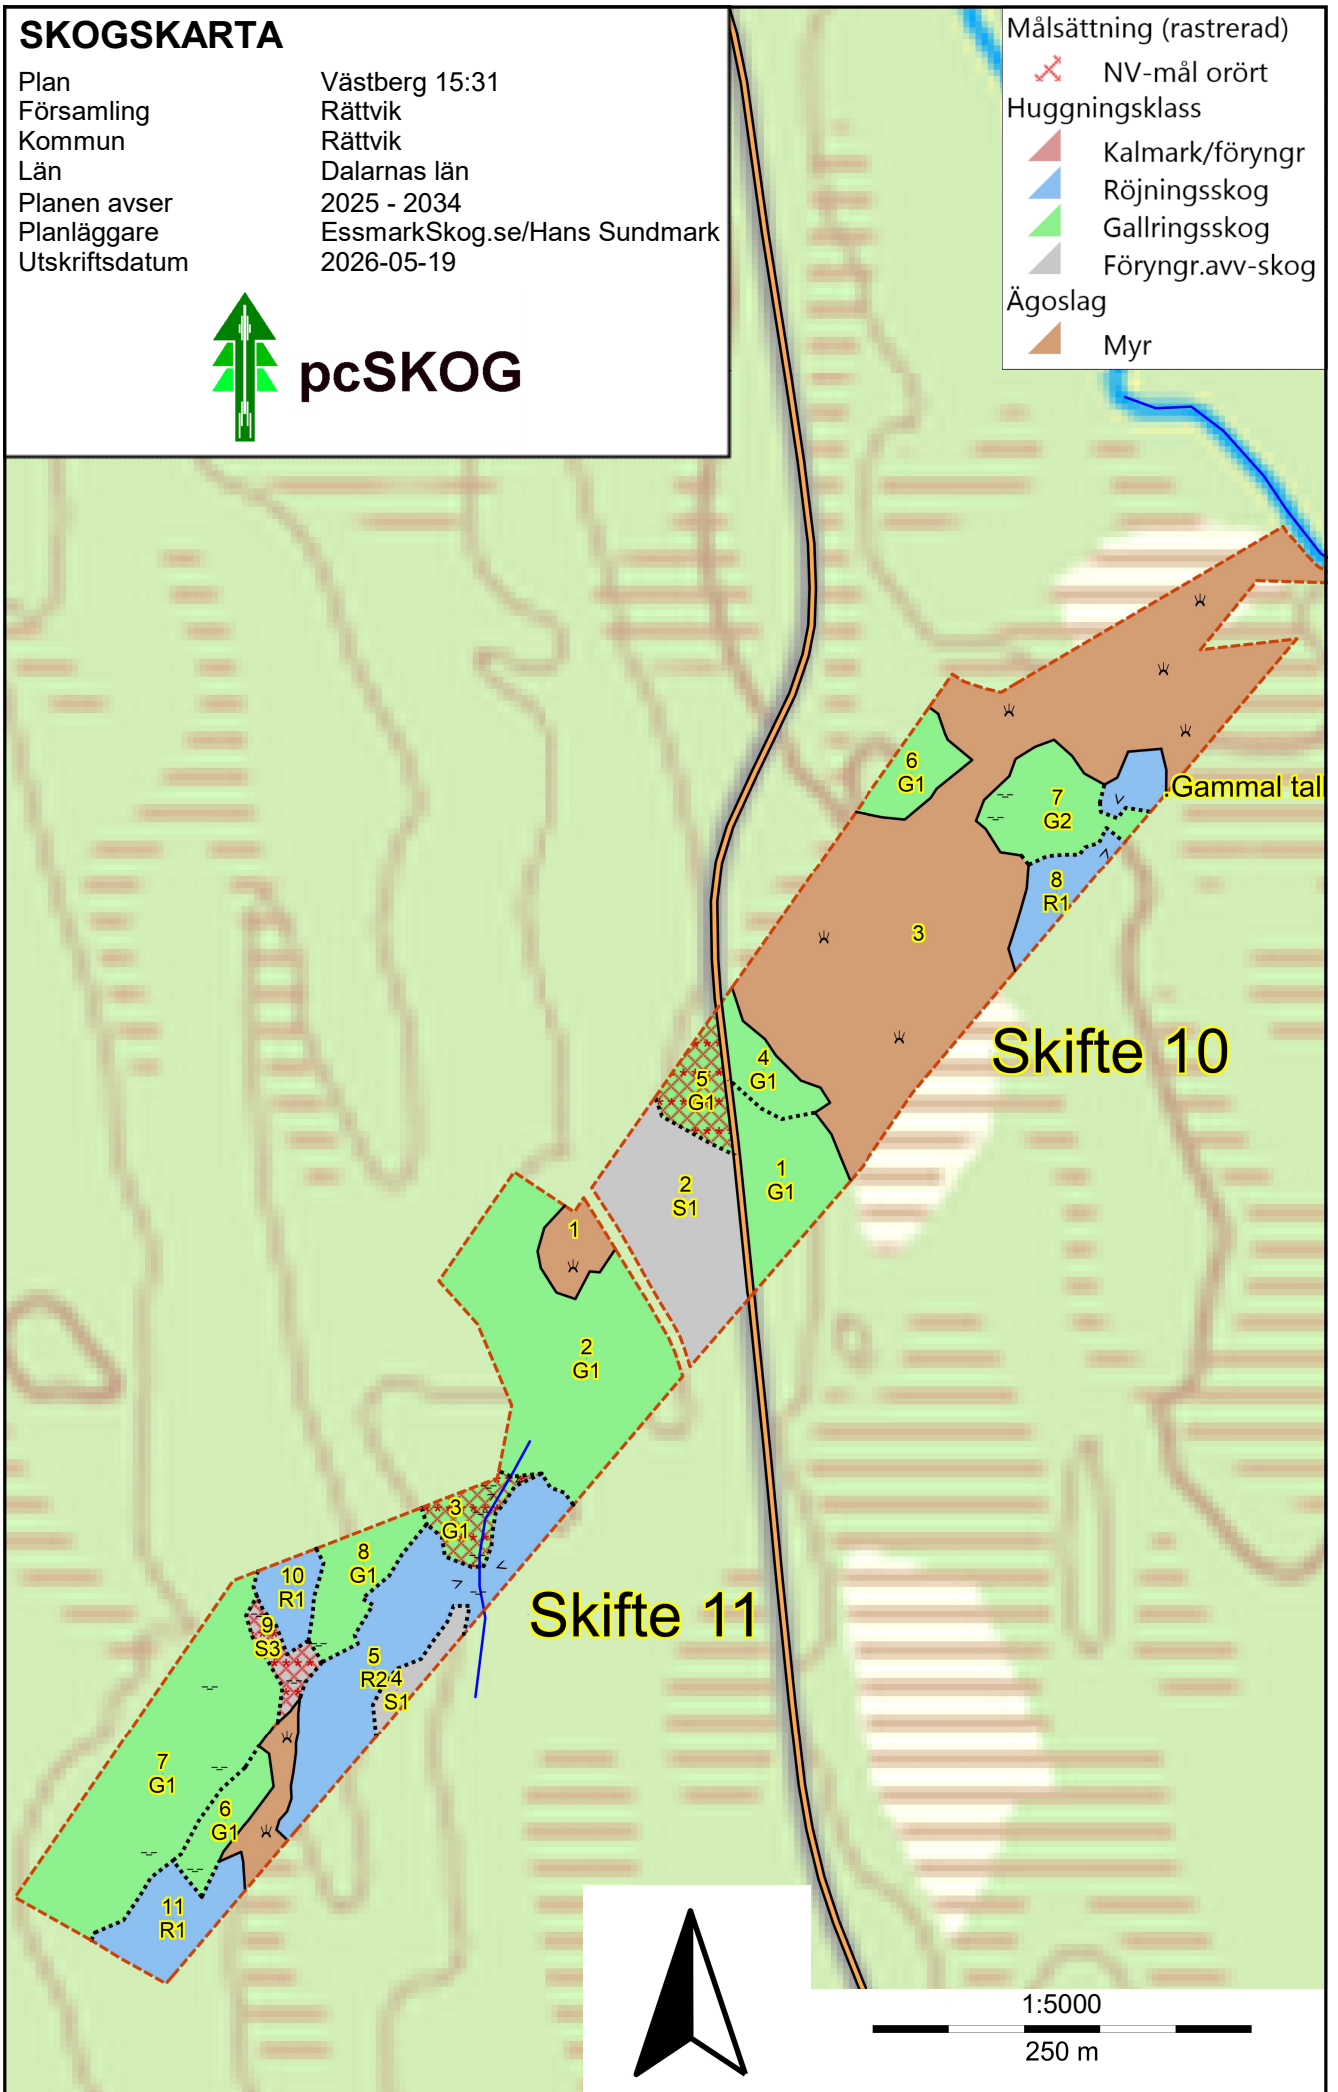 SKOGSKARTA
Plan Västberg 15:31
Församling Rättvik
Kommun Rättvik
Län Dalarnas län
Planen avser 2025 - 2034
Planläggare EssmarkSkog.se/Hans Sundmark
Utskriftsdatum 2026-05-19
pcSKOG
Målsättning (rastrerad)
NV-mål orört
Huggningsklass
Kalmark/föryngr
Röjningsskog
Gallringsskog
Föryngr.avv-skog
Ägoslag
Myr
6
G1
7
G2
.Gammal tall
8
R1
3
Skifte 10
4
G1
5
G1
1
G1
2
S1
1
2
G1
3
G1
8
G1
10
R1
9
S3
Skifte 11
5
R2
4
S1
7
G1
6
G1
11
R1
1:5000
250 m